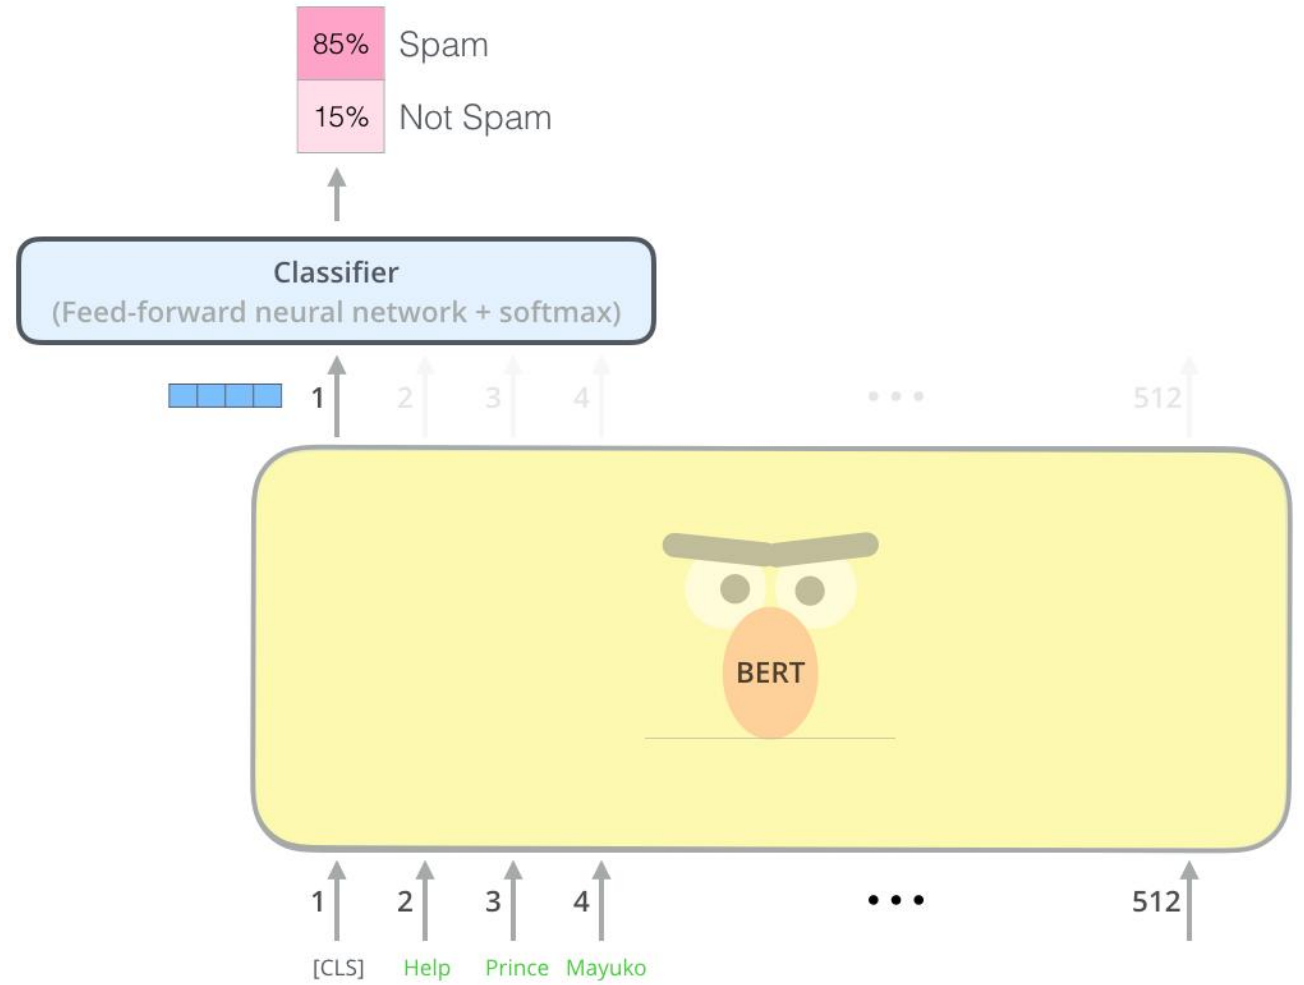 85% Spam
15% Not Spam
Classifier
(Feed-forward neural network + softmax)
1 2 3 4 ••• 512
BERT
1 2 3 4 ••• 512
[CLS] Help Prince Mayuko